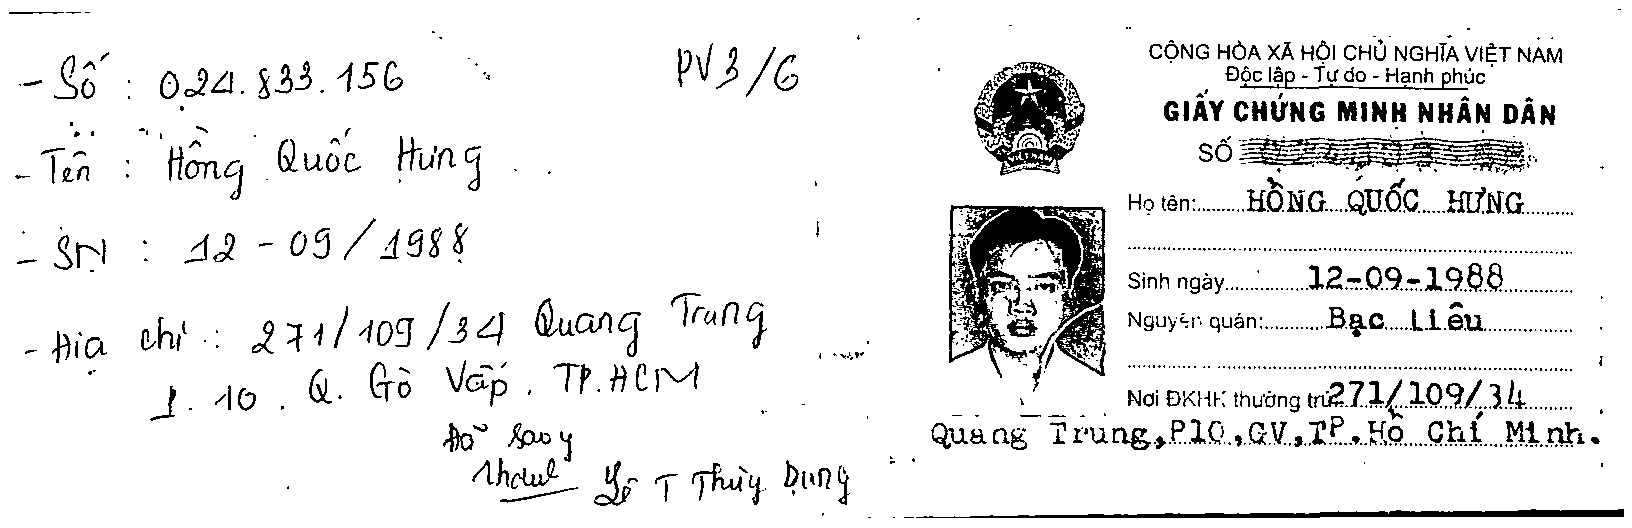 - Số : 024.833.156
PV3/6
- Tên : Hồng Quốc Hưng
- SN : 12 - 09/1988
- Địa chỉ : 271/109/34 Quang Trung
10. Q. Gò Vấp. TP.HCM
Đã sao y
Lê T Thùy Dung
CỘNG HÒA XÃ HỘI CHỦ NGHĨA VIỆT NAM
Độc lập - Tự do - Hạnh phúc
GIẤY CHỨNG MINH NHÂN DÂN
SỐ
VIỆT NAM
Họ tên: HỒNG QUỐC HƯNG
Sinh ngày 12-09-1988
Nguyên quán: Bạc Liêu
Nơi ĐKHK thường trú 271/109/34
Quang Trung,P10,GV,TP.Hồ Chí Minh.